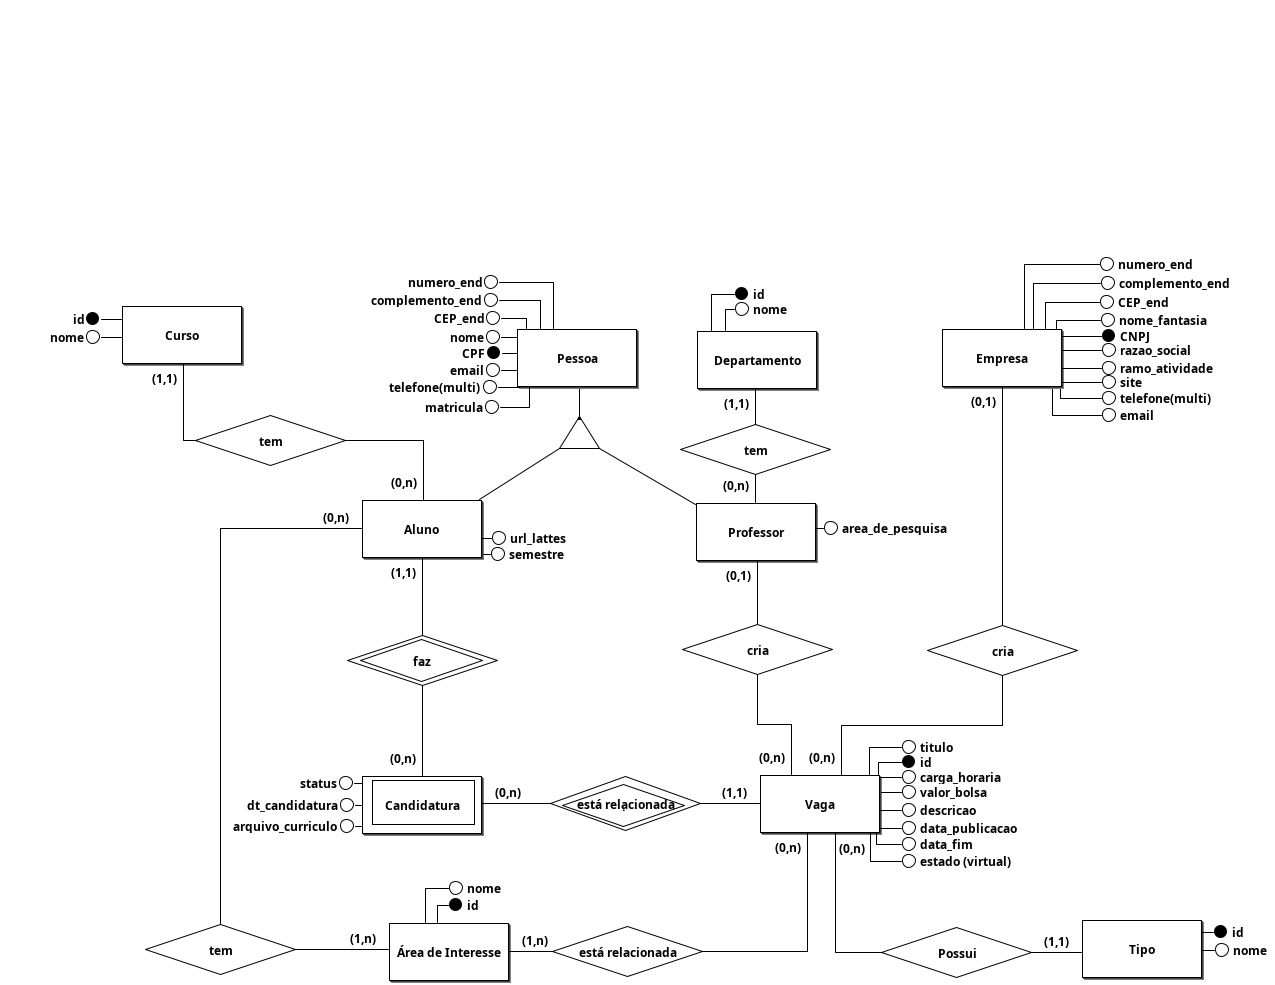 numero_end
complemento_end
CEP_end
nome_fantasia
CNPJ
razao_social
ramo_atividade
site
telefone(multi)
email
Empresa
(0,1)
numero_end
complemento_end
CEP_end
nome
CPF
email
telefone(multi)
matricula
Pessoa
id
nome
Departamento
(1,1)
id
nome
Curso
(1,1)
tem
(0,n)
tem
(0,n)
(0,n)
Aluno
url_lattes
semestre
(1,1)
Professor
area_de_pesquisa
(0,1)
faz
cria
cria
(0,n)
(0,n)
(0,n)
titulo
id
carga_horaria
valor_bolsa
descricao
data_publicacao
data_fim
estado (virtual)
status
dt_candidatura
arquivo_curriculo
Candidatura
(0,n)
está relacionada
(1,1)
Vaga
(0,n)
(0,n)
nome
id
tem
(1,n)
Área de Interesse
(1,n)
está relacionada
Possui
(1,1)
Tipo
id
nome